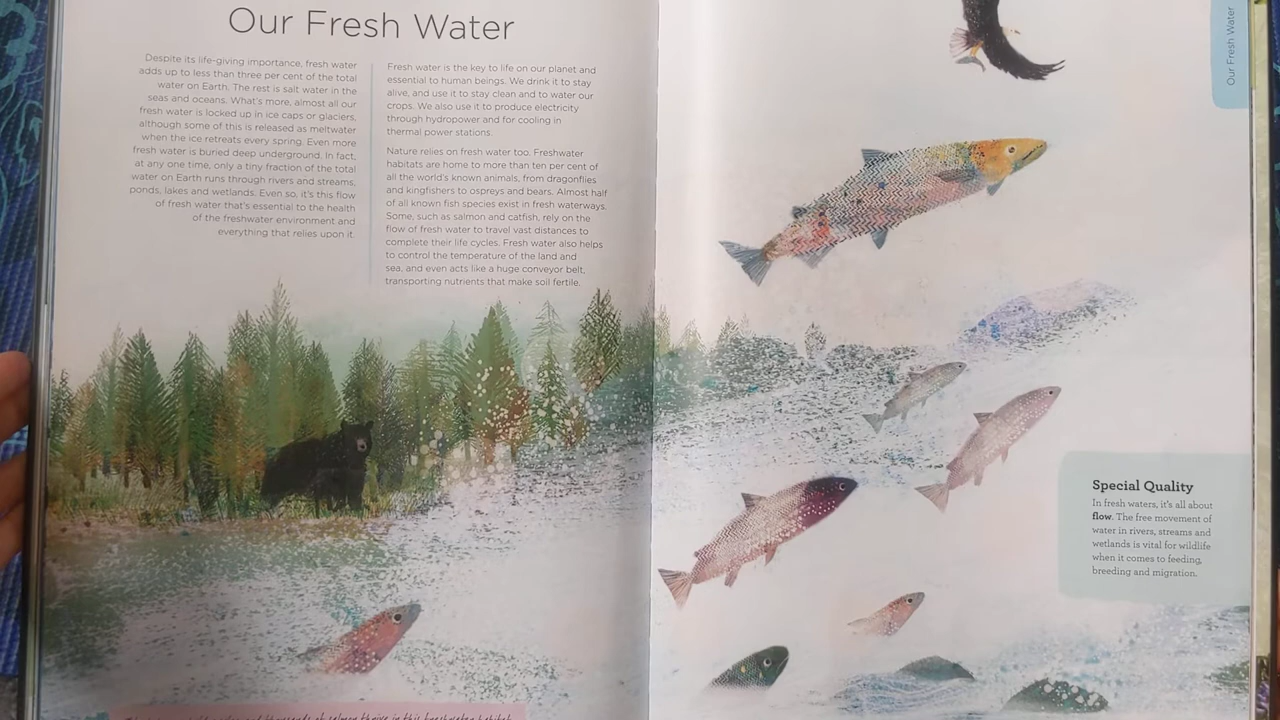 Our Fresh Water
Despite its life-giving importance, fresh water
adds up to less than three per cent of the total
water on Earth. The rest is salt water in the
seas and oceans. What's more, almost all our
fresh water is locked up in ice caps or glaciers,
although some of this is released as meltwater
when the ice retreats every spring. Even more
fresh water is buried deep underground. In fact,
at any one time, only a tiny fraction of the total
water on Earth runs through rivers and streams,
ponds, lakes and wetlands. Even so, it's this flow
of fresh water that's essential to the health
of the freshwater environment and
everything that relies upon it.
Fresh water is the key to life on our planet and
essential to human beings. We drink it to stay
alive, and use it to stay clean and to water our
crops. We also use it to produce electricity
through hydropower and for cooling in
thermal power stations.
Nature relies on fresh water too. Freshwater
habitats are home to more than ten per cent of
all the world's known animals, from dragonflies
and kingfishers to ospreys and bears. Almost half
of all known fish species exist in fresh waterways.
Some, such as salmon and catfish, rely on the
flow of fresh water to travel vast distances to
complete their life cycles. Fresh water also helps
to control the temperature of the land and
sea, and even acts like a huge conveyor belt,
transporting nutrients that make soil fertile.
Our Fresh Water
Special Quality
In fresh waters, it's all about
flow. The free movement of
water in rivers, streams and
wetlands is vital for wildlife
when it comes to feeding,
breeding and migration.
of salmon thrive in this freshwater habitat